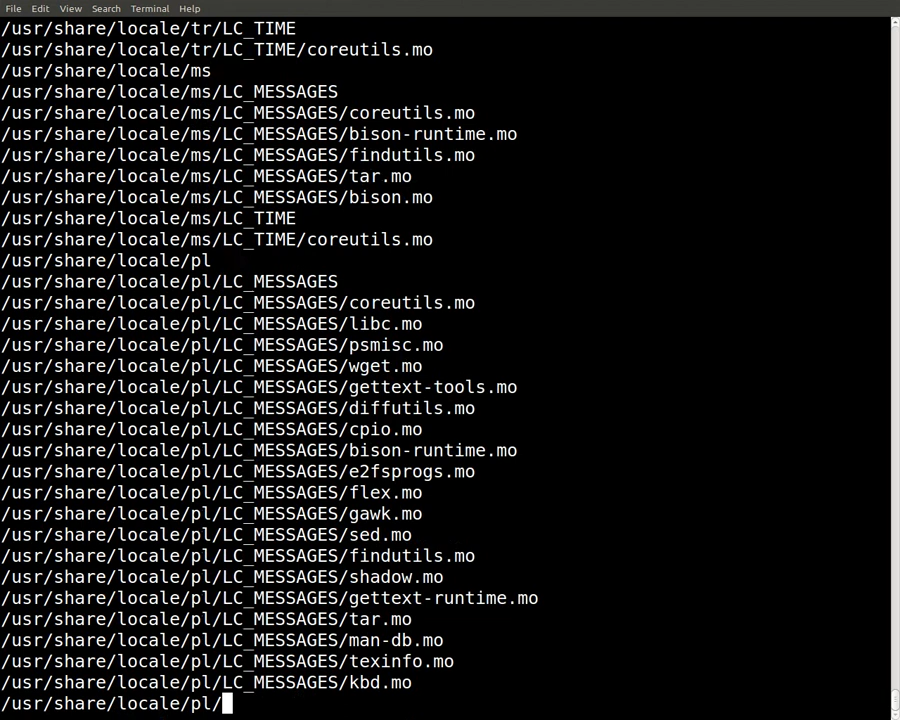 File Edit View Search Terminal Help
/usr/share/locale/tr/LC_TIME
/usr/share/locale/tr/LC_TIME/coreutils.mo
/usr/share/locale/ms
/usr/share/locale/ms/LC_MESSAGES
/usr/share/locale/ms/LC_MESSAGES/coreutils.mo
/usr/share/locale/ms/LC_MESSAGES/bison-runtime.mo
/usr/share/locale/ms/LC_MESSAGES/findutils.mo
/usr/share/locale/ms/LC_MESSAGES/tar.mo
/usr/share/locale/ms/LC_MESSAGES/bison.mo
/usr/share/locale/ms/LC_TIME
/usr/share/locale/ms/LC_TIME/coreutils.mo
/usr/share/locale/pl
/usr/share/locale/pl/LC_MESSAGES
/usr/share/locale/pl/LC_MESSAGES/coreutils.mo
/usr/share/locale/pl/LC_MESSAGES/libc.mo
/usr/share/locale/pl/LC_MESSAGES/psmisc.mo
/usr/share/locale/pl/LC_MESSAGES/wget.mo
/usr/share/locale/pl/LC_MESSAGES/gettext-tools.mo
/usr/share/locale/pl/LC_MESSAGES/diffutils.mo
/usr/share/locale/pl/LC_MESSAGES/cpio.mo
/usr/share/locale/pl/LC_MESSAGES/bison-runtime.mo
/usr/share/locale/pl/LC_MESSAGES/e2fsprogs.mo
/usr/share/locale/pl/LC_MESSAGES/flex.mo
/usr/share/locale/pl/LC_MESSAGES/gawk.mo
/usr/share/locale/pl/LC_MESSAGES/sed.mo
/usr/share/locale/pl/LC_MESSAGES/findutils.mo
/usr/share/locale/pl/LC_MESSAGES/shadow.mo
/usr/share/locale/pl/LC_MESSAGES/gettext-runtime.mo
/usr/share/locale/pl/LC_MESSAGES/tar.mo
/usr/share/locale/pl/LC_MESSAGES/man-db.mo
/usr/share/locale/pl/LC_MESSAGES/texinfo.mo
/usr/share/locale/pl/LC_MESSAGES/kbd.mo
/usr/share/locale/pl/